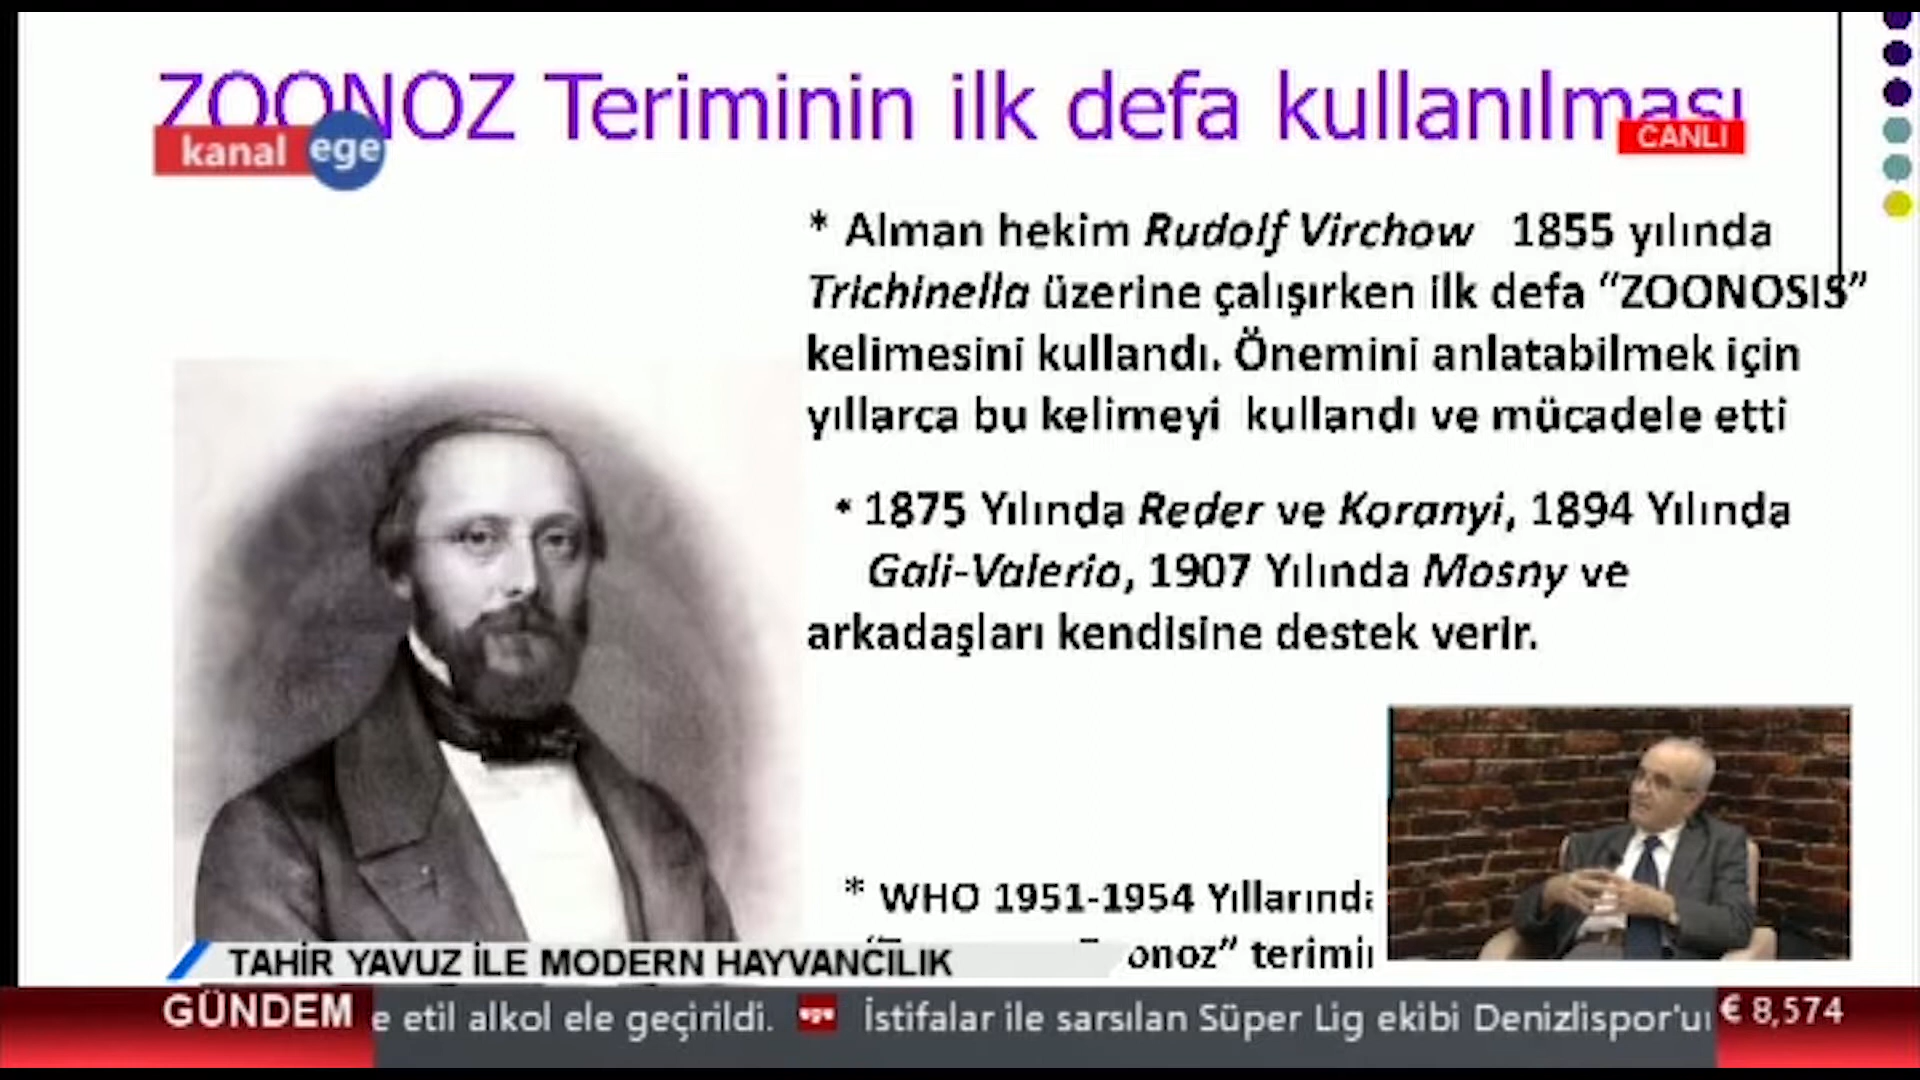 ZOONOZ Teriminin ilk defa kullanılması
kanal ege
CANLI
* Alman hekim Rudolf Virchow 1855 yılında
Trichinella üzerine çalışırken ilk defa “ZOONOSIS”
kelimesini kullandı. Önemini anlatabilmek için
yıllarca bu kelimeyi kullandı ve mücadele etti
* 1875 Yılında Reder ve Koranyi, 1894 Yılında
Gali-Valerio, 1907 Yılında Mosny ve
arkadaşları kendisine destek verir.
* WHO 1951-1954 Yıllarında
onoz” terimin
TAHİR YAVUZ İLE MODERN HAYVANCILIK
GÜNDEM e etil alkol ele geçirildi. ege İstifalar ile sarsılan Süper Lig ekibi Denizlispor'un € 8,574